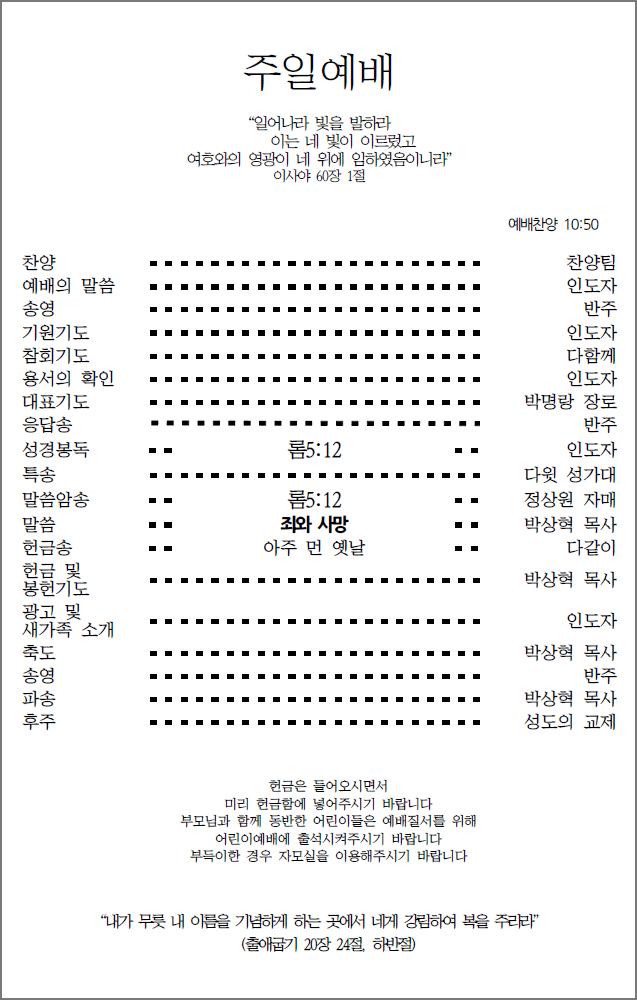 주일예배
“일어나라 빛을 발하라
이는 네 빛이 이르렀고
여호와의 영광이 네 위에 임하였음이니라”
이사야 60장 1절
예배찬양 10:50
찬양 찬양팀
예배의 말씀 인도자
송영 반주
기원기도 인도자
참회기도 다함께
용서의 확인 인도자
대표기도 박명랑 장로
응답송 반주
성경봉독 롬5:12 인도자
특송 다윗 성가대
말씀암송 롬5:12 정상원 자매
말씀 죄와 사망 박상혁 목사
헌금송 아주 먼 옛날 다같이
헌금 및
봉헌기도 박상혁 목사
광고 및
새가족 소개 인도자
축도 박상혁 목사
송영 반주
파송 박상혁 목사
후주 성도의 교제
헌금은 들어오시면서
미리 헌금함에 넣어주시기 바랍니다
부모님과 함께 동반한 어린이들은 예배질서를 위해
어린이예배에 출석시켜주시기 바랍니다
부득이한 경우 자모실을 이용해주시기 바랍니다
“내가 무릇 내 이름을 기념하게 하는 곳에서 네게 강림하여 복을 주리라”
(출애굽기 20장 24절, 하반절)